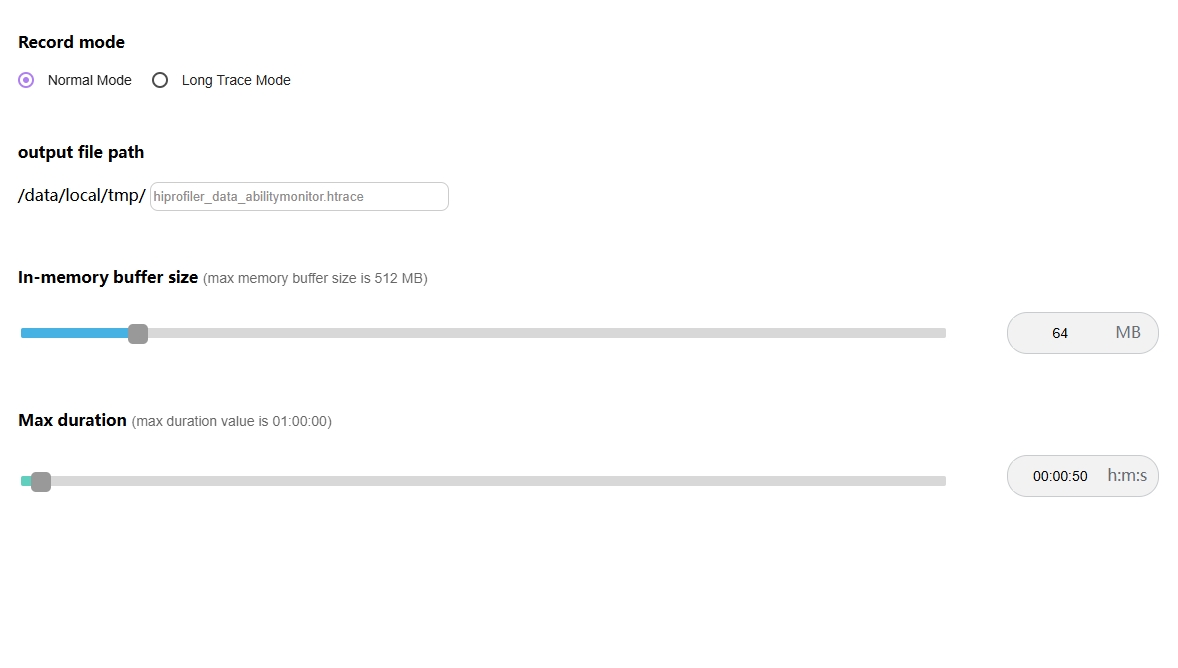 Record mode
Normal Mode Long Trace Mode
output file path
/data/local/tmp/ hiprofiler_data_abilitymonitor.htrace
In-memory buffer size (max memory buffer size is 512 MB)
64 MB
Max duration (max duration value is 01:00:00)
00:00:50 h:m:s